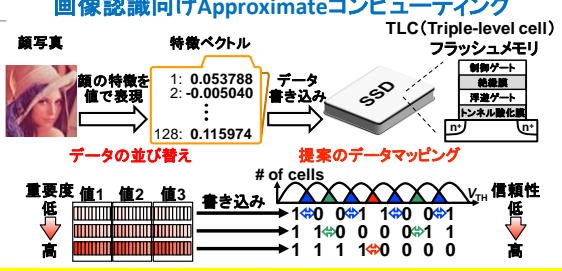 画像認識向けApproximateコンピューティング
TLC(Triple-level cell)
フラッシュメモリ
顔写真
特徴ベクトル
顔の特徴を
値で表現
1: 0.053788
2: -0.005040
⋮
128: 0.115974
データ
書き込み
SSD
制御ゲート
絶縁膜
浮遊ゲート
トンネル酸化膜
n+
n+
データの並び替え
提案のデータマッピング
# of cells
VTH
重要度
低
高
値1 値2 値3
書き込み
1⇔0 0⇔1 1⇔0 0⇔1
1 1⇔0 0 0 0⇔1 1
1 1 1 1⇔0 0 0 0
信頼性
低
高